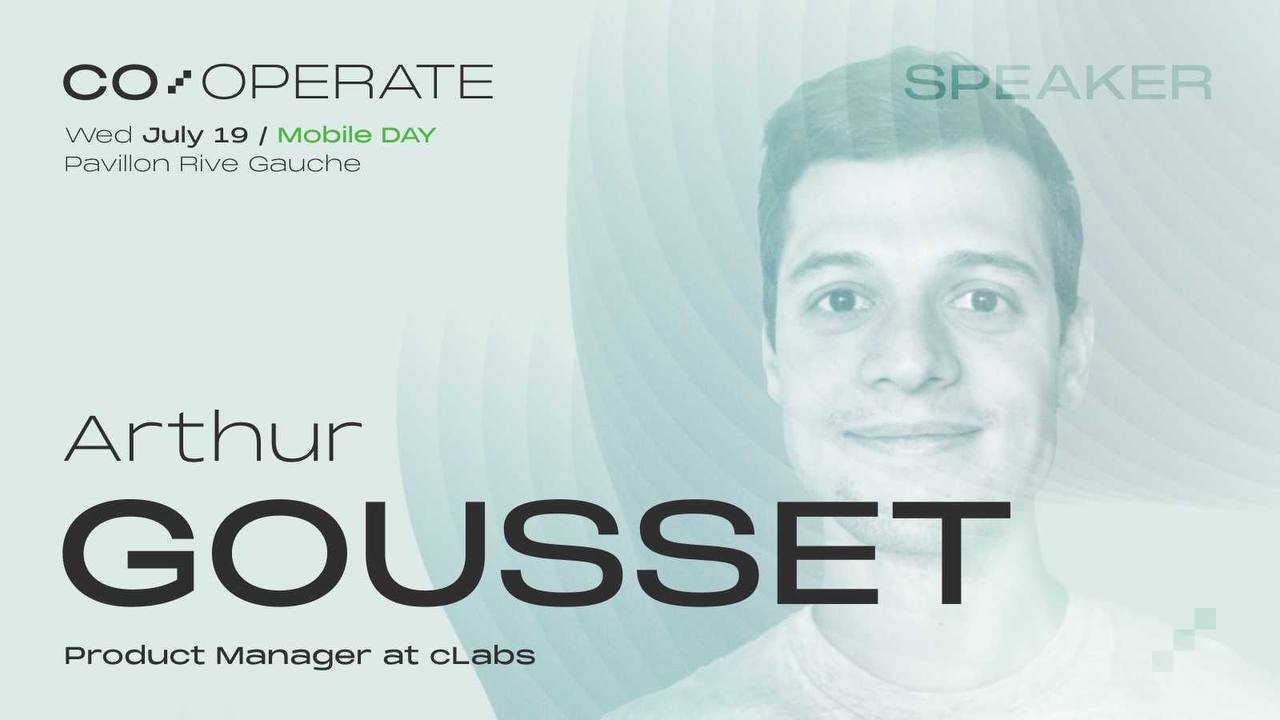 CO OPERATE
SPEAKER
Wed July 19 / Mobile DAY
Pavillon Rive Gauche
Arthur
GOUSSET
Product Manager at cLabs